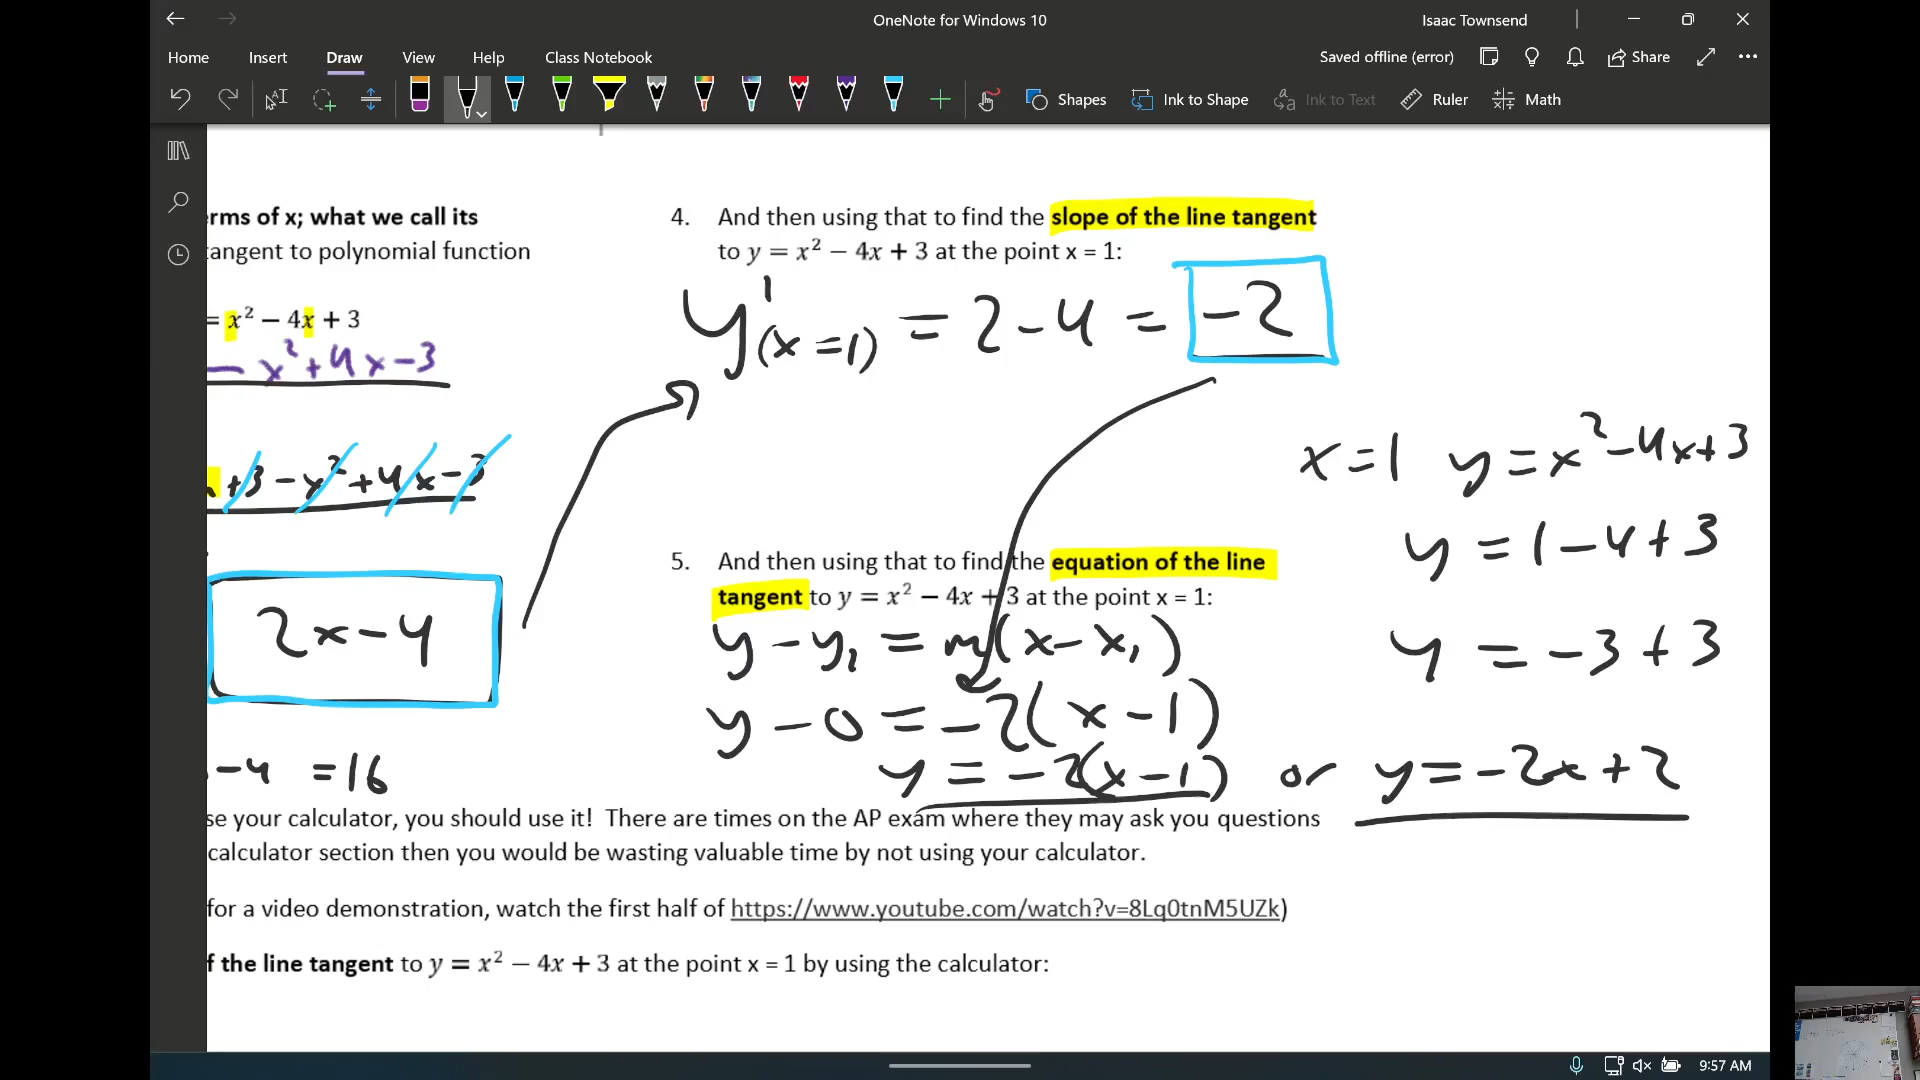 OneNote for Windows 10
Isaac Townsend
Home Insert Draw View Help Class Notebook
Saved offline (error) Share
Shapes Ink to Shape Ink to Text Ruler Math
erms of x; what we call its
tangent to polynomial function
= x² − 4x + 3
− x² + 4x − 3
+3 − x² + 4x − 3
2x − 4
−4 = 16
4. And then using that to find the slope of the line tangent
to y = x² − 4x + 3 at the point x = 1:
y'(x = 1) = 2 − 4 = −2
x = 1 y = x² − 4x + 3
y = 1 − 4 + 3
y = −3 + 3
5. And then using that to find the equation of the line
tangent to y = x² − 4x + 3 at the point x = 1:
y − y₁ = m(x − x₁)
y − 0 = −2(x − 1)
y = −2(x − 1) or y = −2x + 2
se your calculator, you should use it! There are times on the AP exam where they may ask you questions
calculator section then you would be wasting valuable time by not using your calculator.
for a video demonstration, watch the first half of https://www.youtube.com/watch?v=8Lq0tnM5UZk)
f the line tangent to y = x² − 4x + 3 at the point x = 1 by using the calculator:
9:57 AM